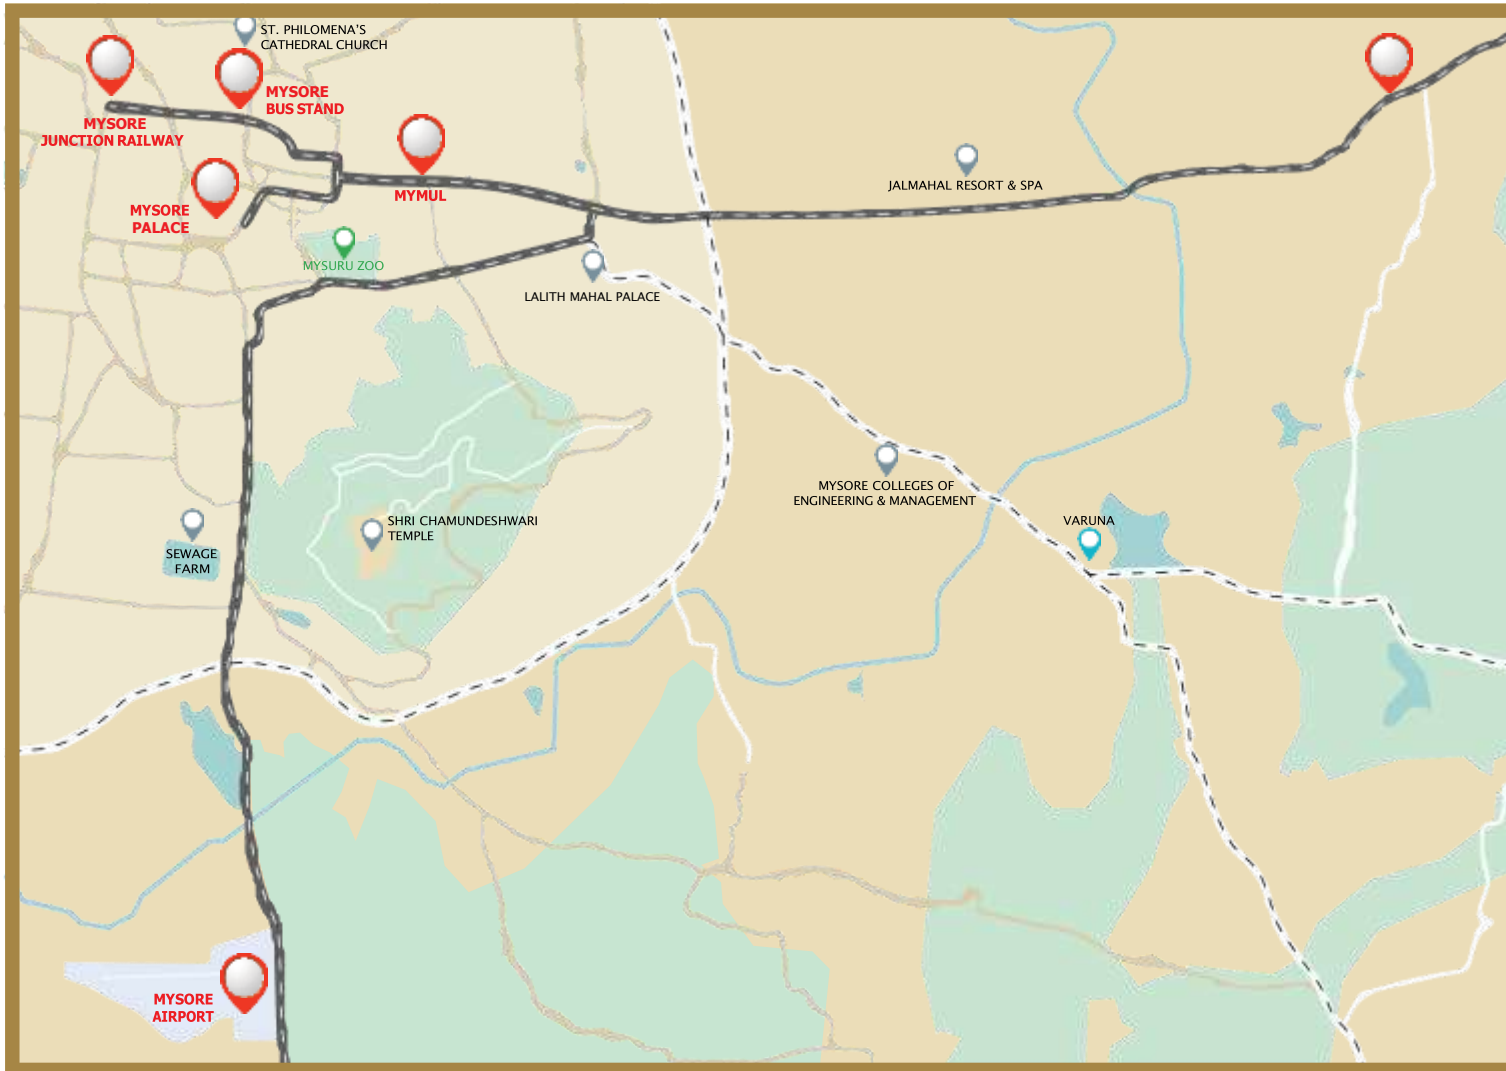 ST. PHILOMENA'S
CATHEDRAL CHURCH
MYSORE
BUS STAND
MYSORE
JUNCTION RAILWAY
MYMUL
MYSORE
PALACE
JALMAHAL RESORT & SPA
MYSURU ZOO
LALITH MAHAL PALACE
MYSORE COLLEGES OF
ENGINEERING & MANAGEMENT
SHRI CHAMUNDESHWARI
TEMPLE
VARUNA
SEWAGE
FARM
MYSORE
AIRPORT